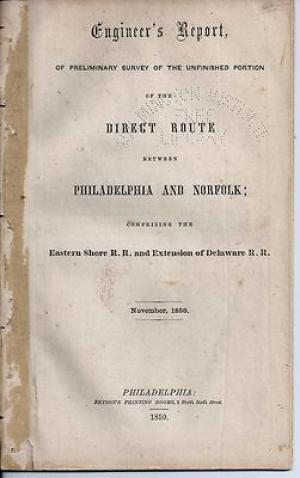 Engineer's Report,
OF PRELIMINARY SURVEY OF THE UNFINISHED PORTION
OF THE
DIRECT ROUTE
BETWEEN
PHILADELPHIA AND NORFOLK;
COMPRISING THE
Eastern Shore R. R. and Extension of Delaware R. R.
November, 1858.
PHILADELPHIA:
BRYSON'S PRINTING ROOMS, 2 North Sixth Street.
1859.